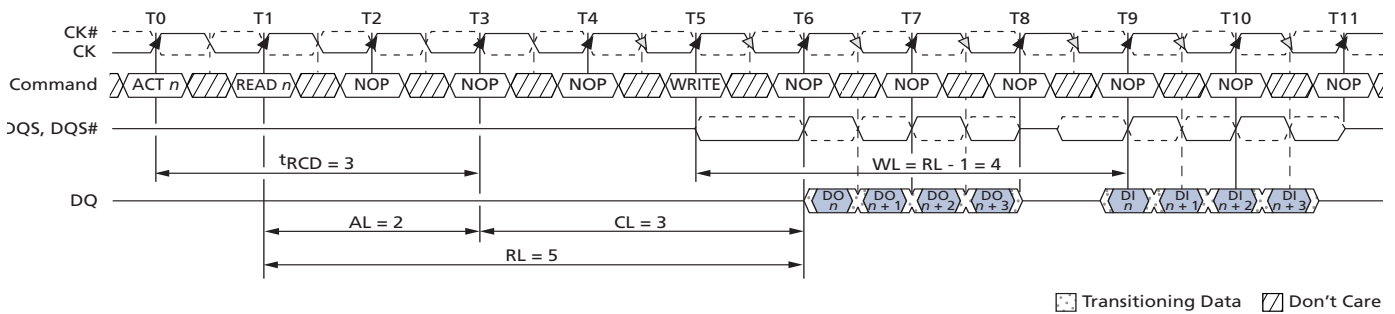 T0 T1 T2 T3 T4 T5 T6 T7 T8 T9 T10 T11
CK#
CK
Command ACT n READ n NOP NOP NOP WRITE NOP NOP NOP NOP NOP NOP
DQS, DQS#
tRCD = 3 WL = RL - 1 = 4
DQ DO n DO n + 1 DO n + 2 DO n + 3 DI n DI n + 1 DI n + 2 DI n + 3
AL = 2 CL = 3
RL = 5
Transitioning Data Don't Care